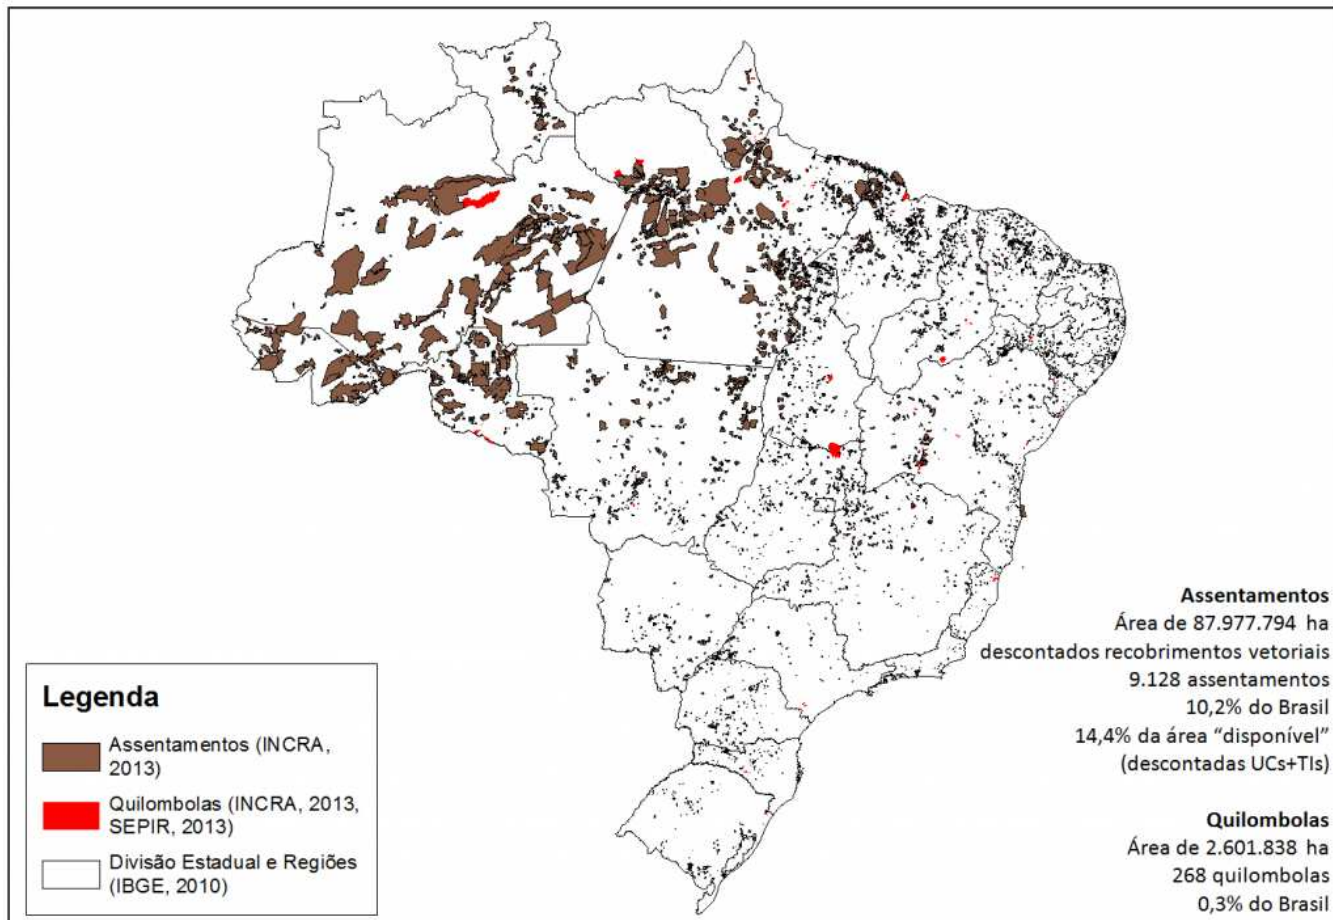 Assentamentos
Área de 87.977.794 ha
descontados recobrimentos vetoriais
9.128 assentamentos
10,2% do Brasil
14,4% da área “disponível”
(descontadas UCs+TIs)
Quilombolas
Área de 2.601.838 ha
268 quilombolas
0,3% do Brasil
Legenda
Assentamentos (INCRA,
2013)
Quilombolas (INCRA, 2013,
SEPIR, 2013)
Divisão Estadual e Regiões
(IBGE, 2010)